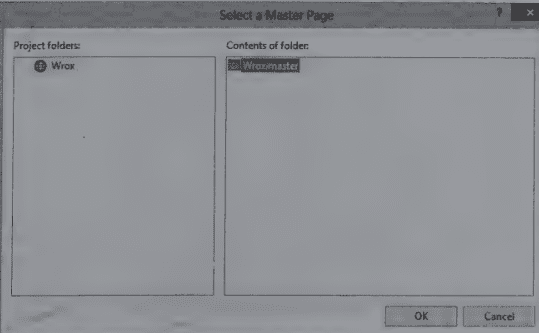 Select a Master Page
? ×
Project folders:
Contents of folder:
Wrox
Wrox.master
OK
Cancel